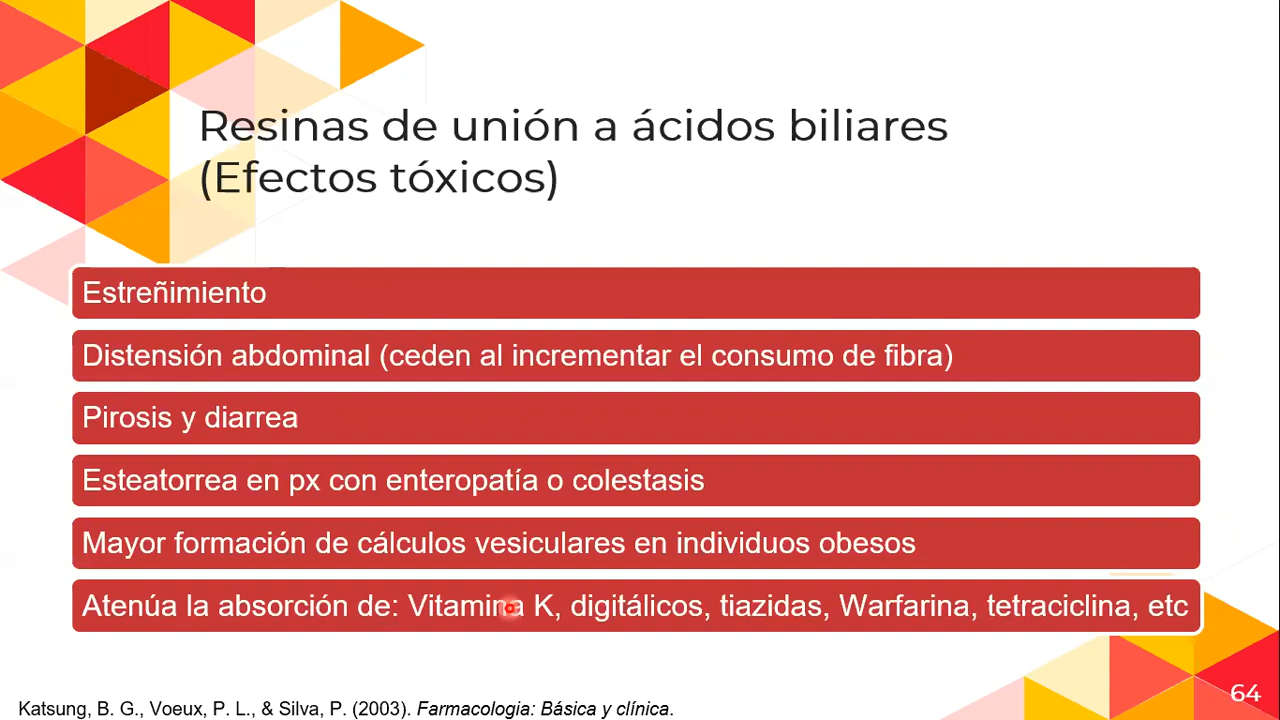 Resinas de unión a ácidos biliares
(Efectos tóxicos)
Estreñimiento
Distensión abdominal (ceden al incrementar el consumo de fibra)
Pirosis y diarrea
Esteatorrea en px con enteropatía o colestasis
Mayor formación de cálculos vesiculares en individuos obesos
Atenúa la absorción de: Vitamina K, digitálicos, tiazidas, Warfarina, tetraciclina, etc
64
Katsung, B. G., Voeux, P. L., & Silva, P. (2003). Farmacologia: Básica y clínica.